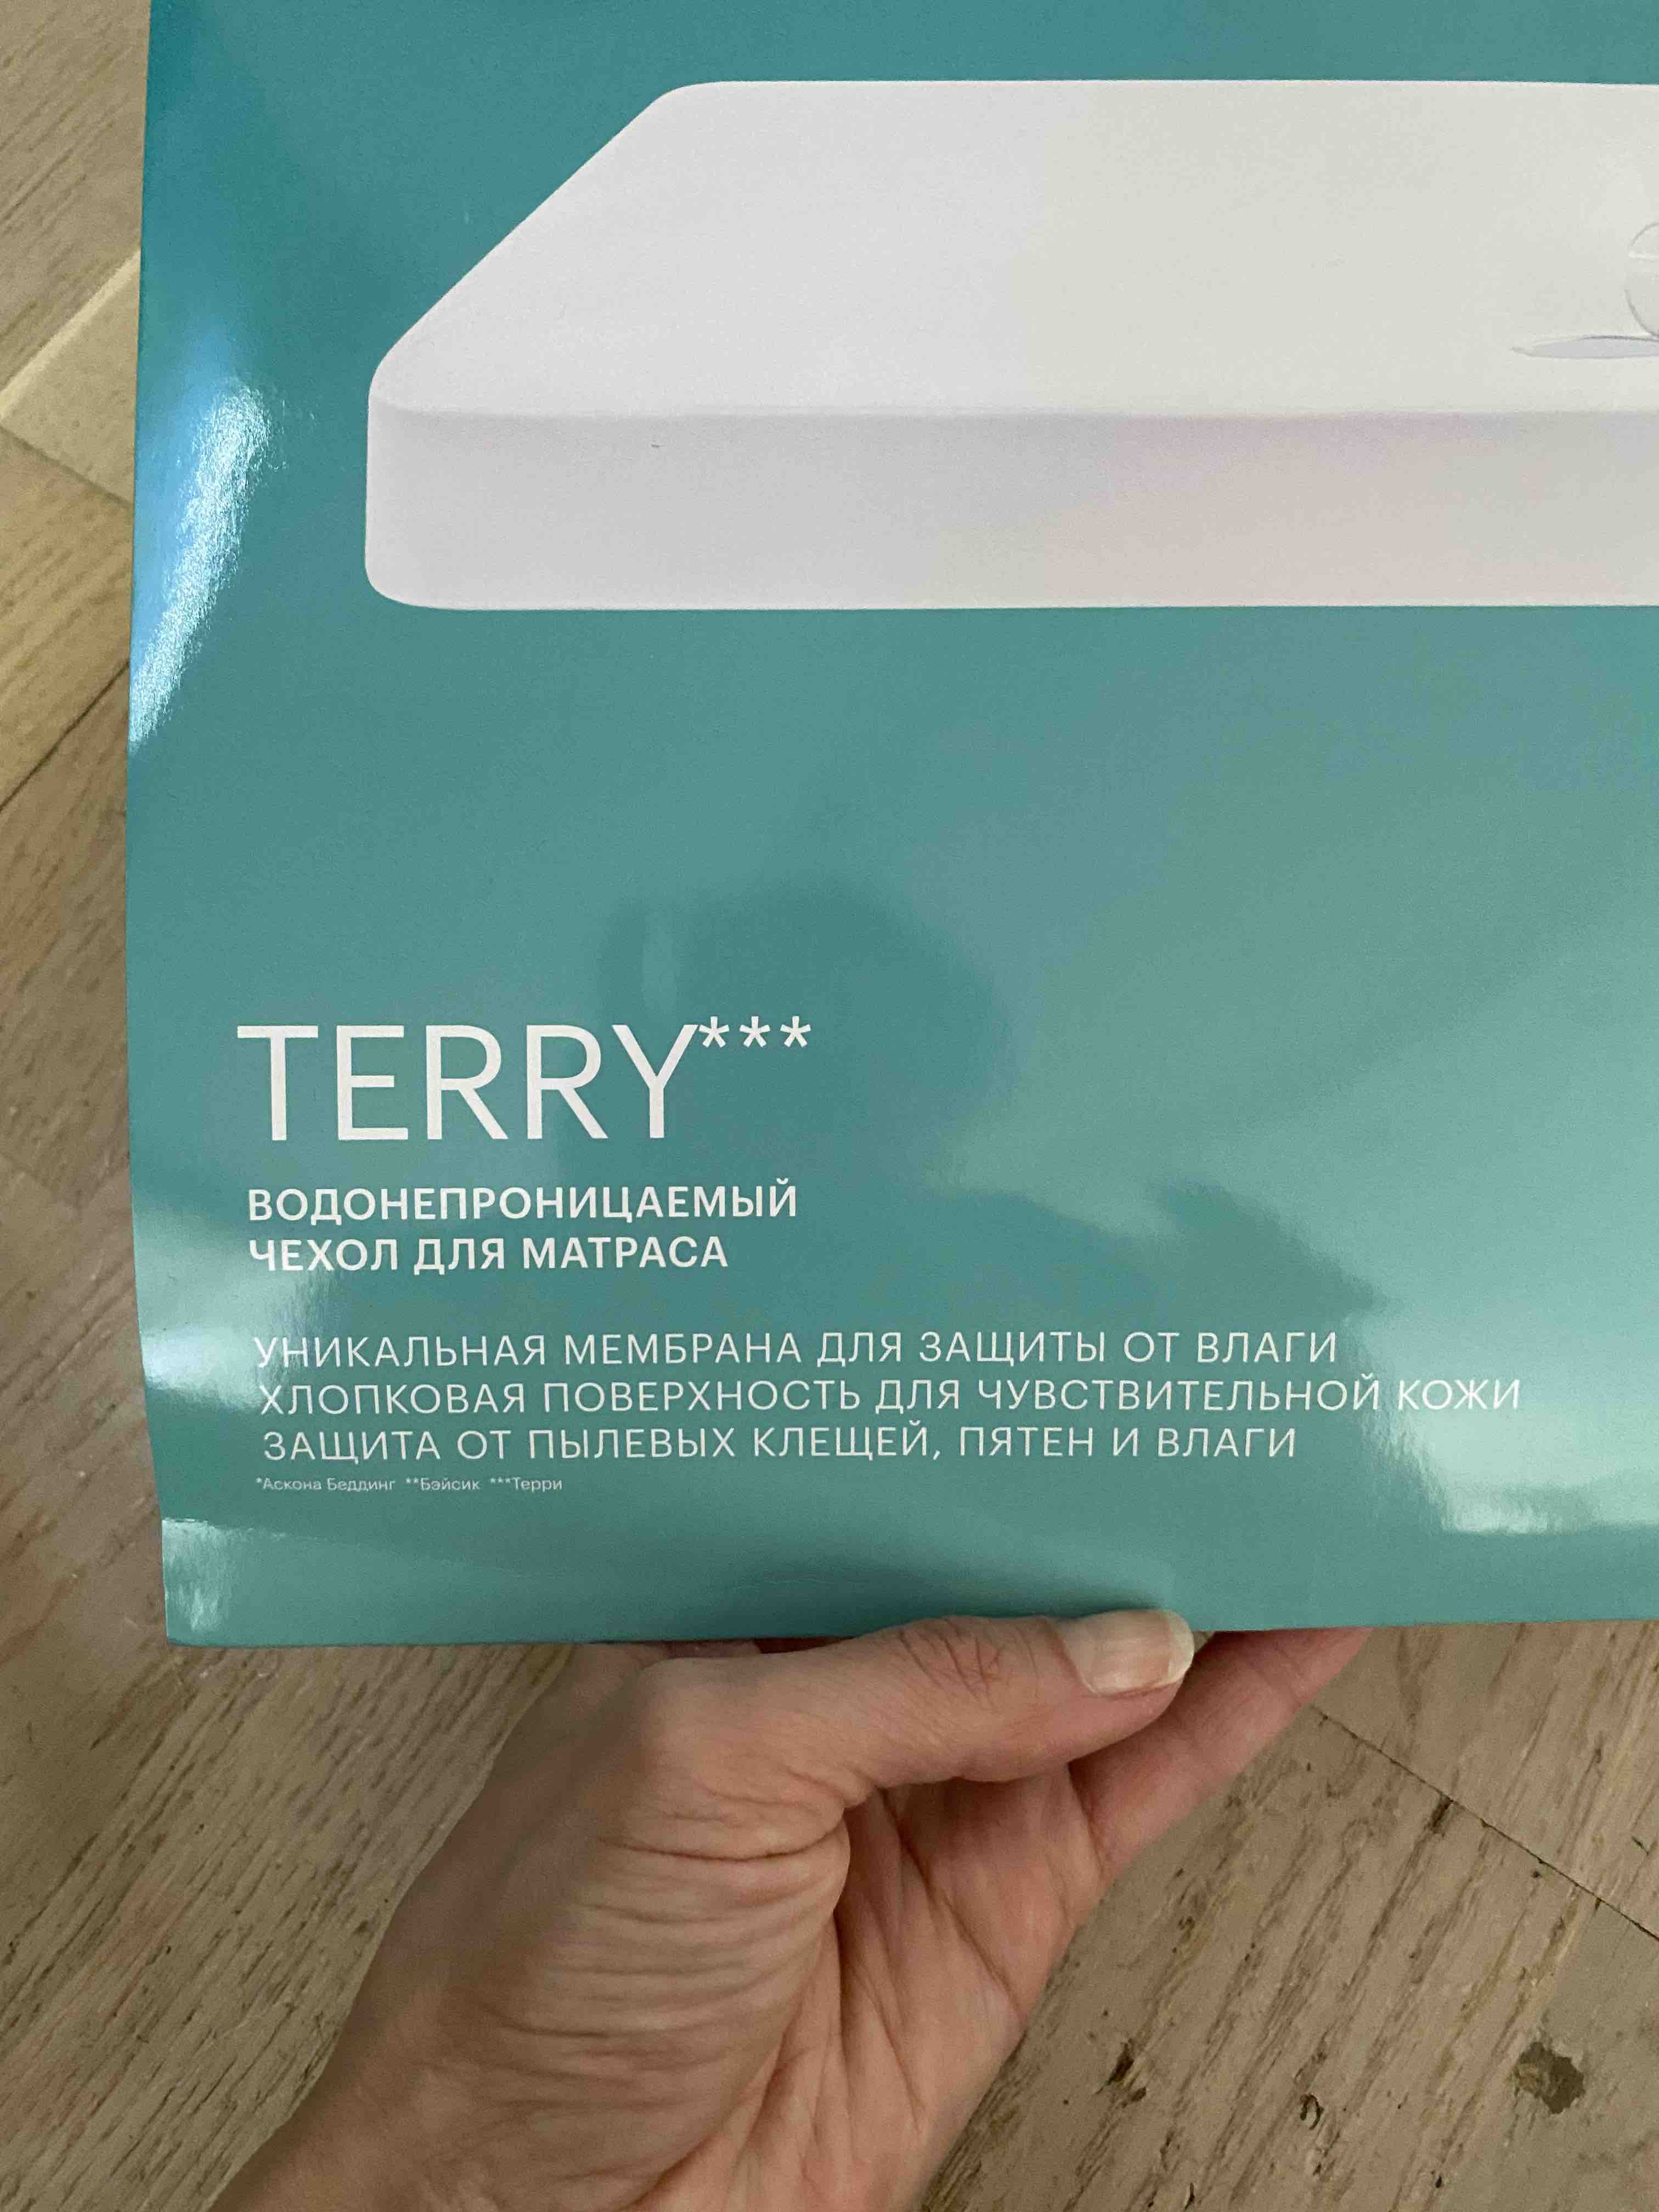 TERRY***
ВОДОНЕПРОНИЦАЕМЫЙ
ЧЕХОЛ ДЛЯ МАТРАСА
УНИКАЛЬНАЯ МЕМБРАНА ДЛЯ ЗАЩИТЫ ОТ ВЛАГИ
ХЛОПКОВАЯ ПОВЕРХНОСТЬ ДЛЯ ЧУВСТВИТЕЛЬНОЙ КОЖИ
ЗАЩИТА ОТ ПЫЛЕВЫХ КЛЕЩЕЙ, ПЯТЕН И ВЛАГИ
*Аскона Беддинг **Бэйсик ***Терри